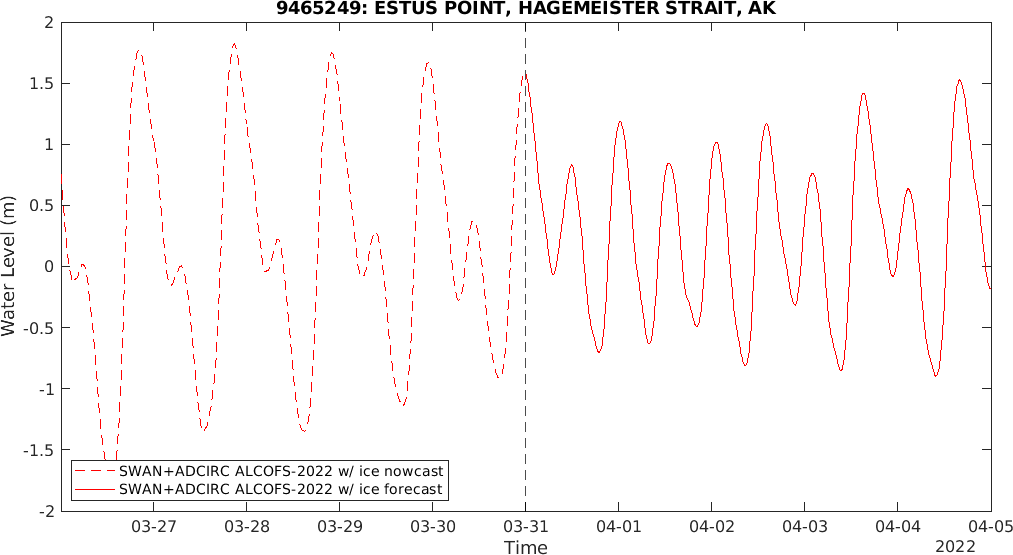 9465249: ESTUS POINT, HAGEMEISTER STRAIT, AK
2
1.5
1
0.5
0
-0.5
-1
-1.5
-2
Water Level (m)
SWAN+ADCIRC ALCOFS-2022 w/ ice nowcast
SWAN+ADCIRC ALCOFS-2022 w/ ice forecast
03-27 03-28 03-29 03-30 03-31 04-01 04-02 04-03 04-04 04-05
Time
2022